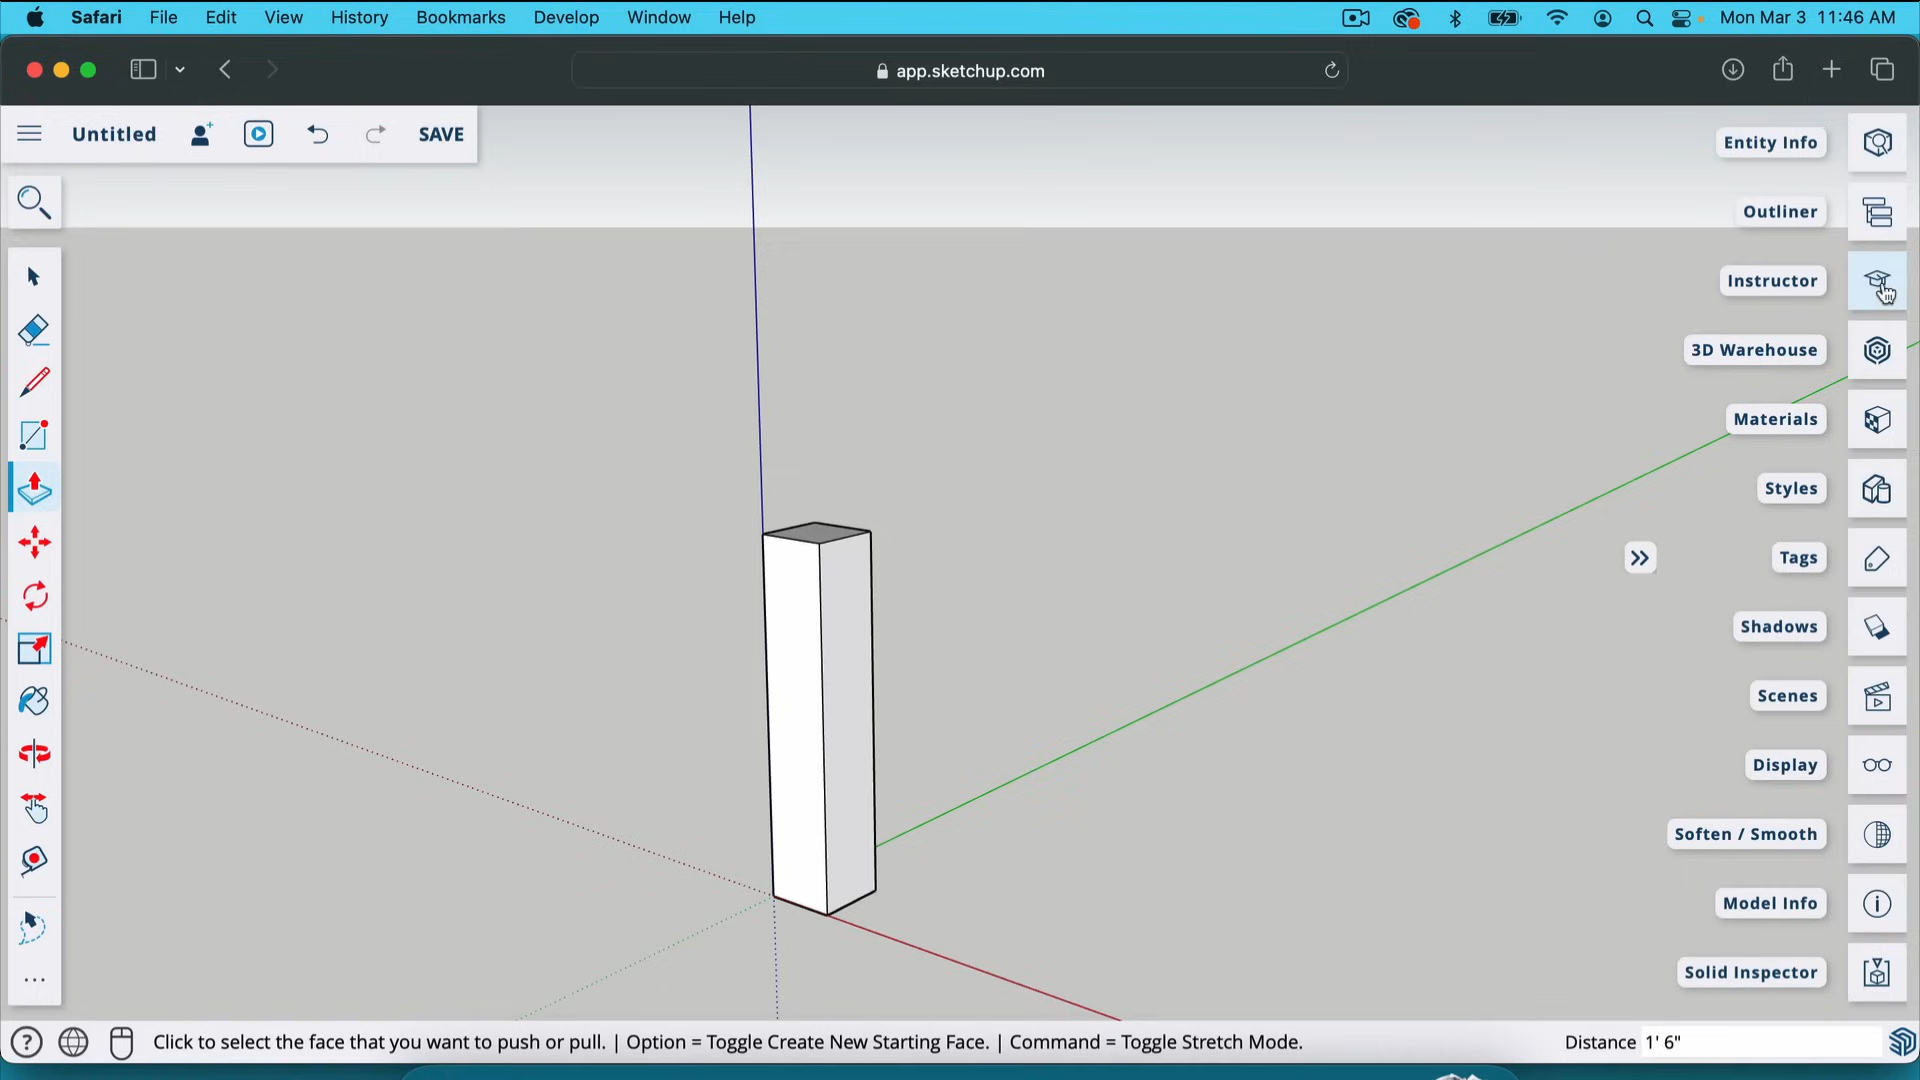 Safari File Edit View History Bookmarks Develop Window Help Mon Mar 3 11:46 AM
app.sketchup.com
Untitled SAVE
Entity Info
Outliner
Instructor
3D Warehouse
Materials
Styles
Tags
Shadows
Scenes
Display
Soften / Smooth
Model Info
Solid Inspector
Click to select the face that you want to push or pull. | Option = Toggle Create New Starting Face. | Command = Toggle Stretch Mode. Distance 1' 6"